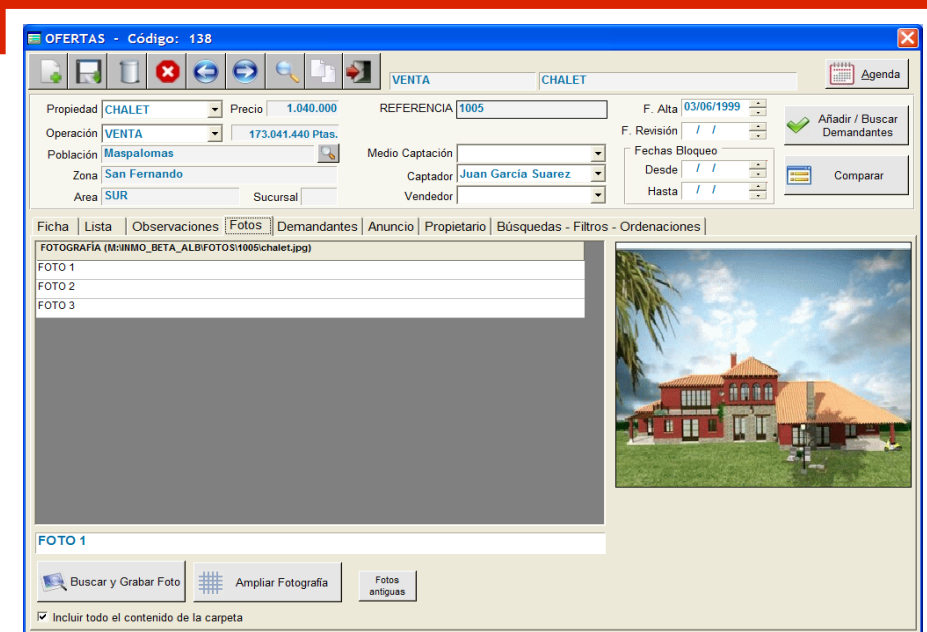 OFERTAS - Código: 138
VENTA CHALET
Agenda
Propiedad CHALET Precio 1.040.000 REFERENCIA 1005 F. Alta 03/06/1999
Añadir / Buscar Demandantes
Operación VENTA 173.041.440 Ptas. F. Revisión / /
Población Maspalomas Medio Captación Fechas Bloqueo
Zona San Fernando Captador Juan García Suarez Desde / /
Comparar
Area SUR Sucursal Vendedor Hasta / /
Ficha Lista Observaciones Fotos Demandantes Anuncio Propietario Búsquedas - Filtros - Ordenaciones
FOTOGRAFÍA (M:\INMO_BETA_ALB\FOTOS\1005\chalet.jpg)
FOTO 1
FOTO 2
FOTO 3
FOTO 1
Buscar y Grabar Foto Ampliar Fotografía Fotos antiguas
Incluir todo el contenido de la carpeta